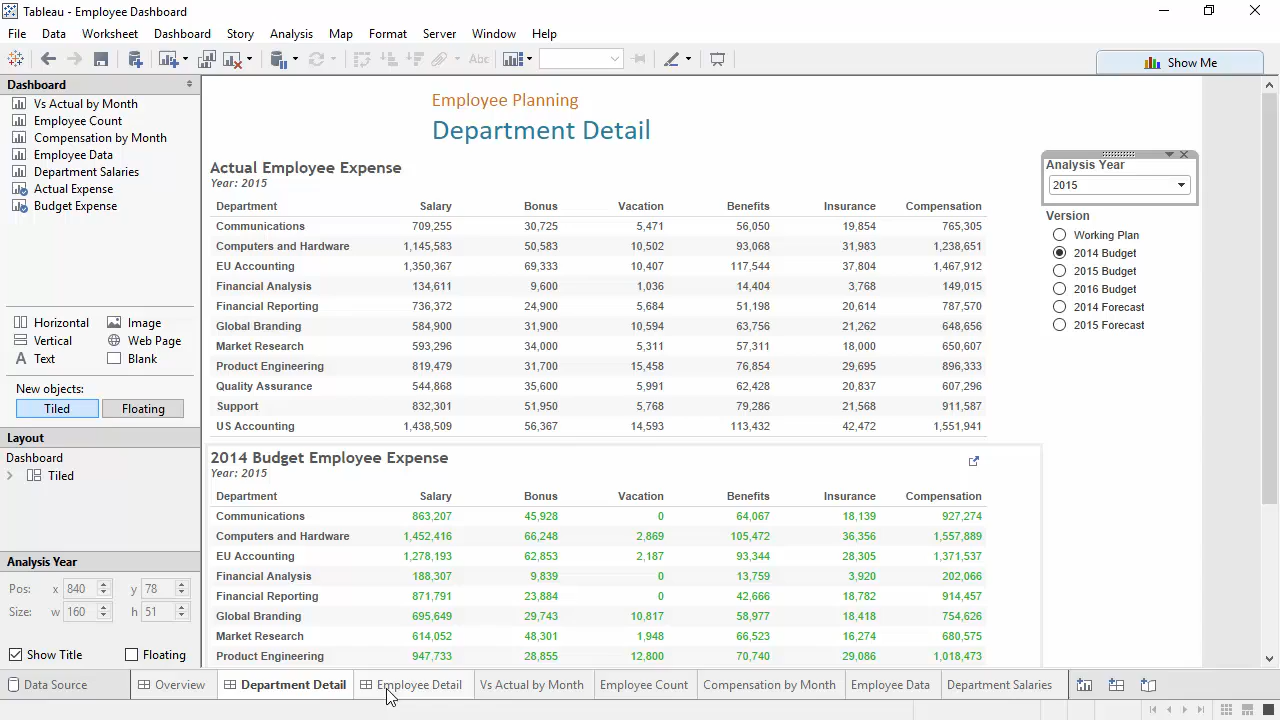 Tableau - Employee Dashboard
File Data Worksheet Dashboard Story Analysis Map Format Server Window Help
Abc
Show Me
Dashboard
Vs Actual by Month
Employee Count
Compensation by Month
Employee Data
Department Salaries
Actual Expense
Budget Expense
Horizontal Image
Vertical Web Page
A Text Blank
New objects:
Tiled Floating
Layout
Dashboard
Tiled
Analysis Year
Pos: x 840 y 78
Size: w 160 h 51
Show Title Floating
Employee Planning
Department Detail
Actual Employee Expense
Year: 2015
Department Salary Bonus Vacation Benefits Insurance Compensation
Communications 709,255 30,725 5,471 56,050 19,854 765,305
Computers and Hardware 1,145,583 50,583 10,502 93,068 31,983 1,238,651
EU Accounting 1,350,367 69,333 10,407 117,544 37,804 1,467,912
Financial Analysis 134,611 9,600 1,036 14,404 3,768 149,015
Financial Reporting 736,372 24,900 5,684 51,198 20,614 787,570
Global Branding 584,900 31,900 10,594 63,756 21,262 648,656
Market Research 593,296 34,000 5,311 57,311 18,000 650,607
Product Engineering 819,479 31,700 15,458 76,854 29,695 896,333
Quality Assurance 544,868 35,600 5,991 62,428 20,837 607,296
Support 832,301 51,950 5,768 79,286 21,568 911,587
US Accounting 1,438,509 56,367 14,593 113,432 42,472 1,551,941
2014 Budget Employee Expense
Year: 2015
Department Salary Bonus Vacation Benefits Insurance Compensation
Communications 863,207 45,928 0 64,067 18,139 927,274
Computers and Hardware 1,452,416 66,248 2,869 105,472 36,356 1,557,889
EU Accounting 1,278,193 62,853 2,187 93,344 28,305 1,371,537
Financial Analysis 188,307 9,839 0 13,759 3,920 202,066
Financial Reporting 871,791 23,884 0 42,666 18,782 914,457
Global Branding 695,649 29,743 10,817 58,977 18,418 754,626
Market Research 614,052 48,301 1,948 66,523 16,274 680,575
Product Engineering 947,733 28,855 12,800 70,740 29,086 1,018,473
Analysis Year
2015
Version
Working Plan
2014 Budget
2015 Budget
2016 Budget
2014 Forecast
2015 Forecast
Data Source Overview Department Detail Employee Detail Vs Actual by Month Employee Count Compensation by Month Employee Data Department Salaries